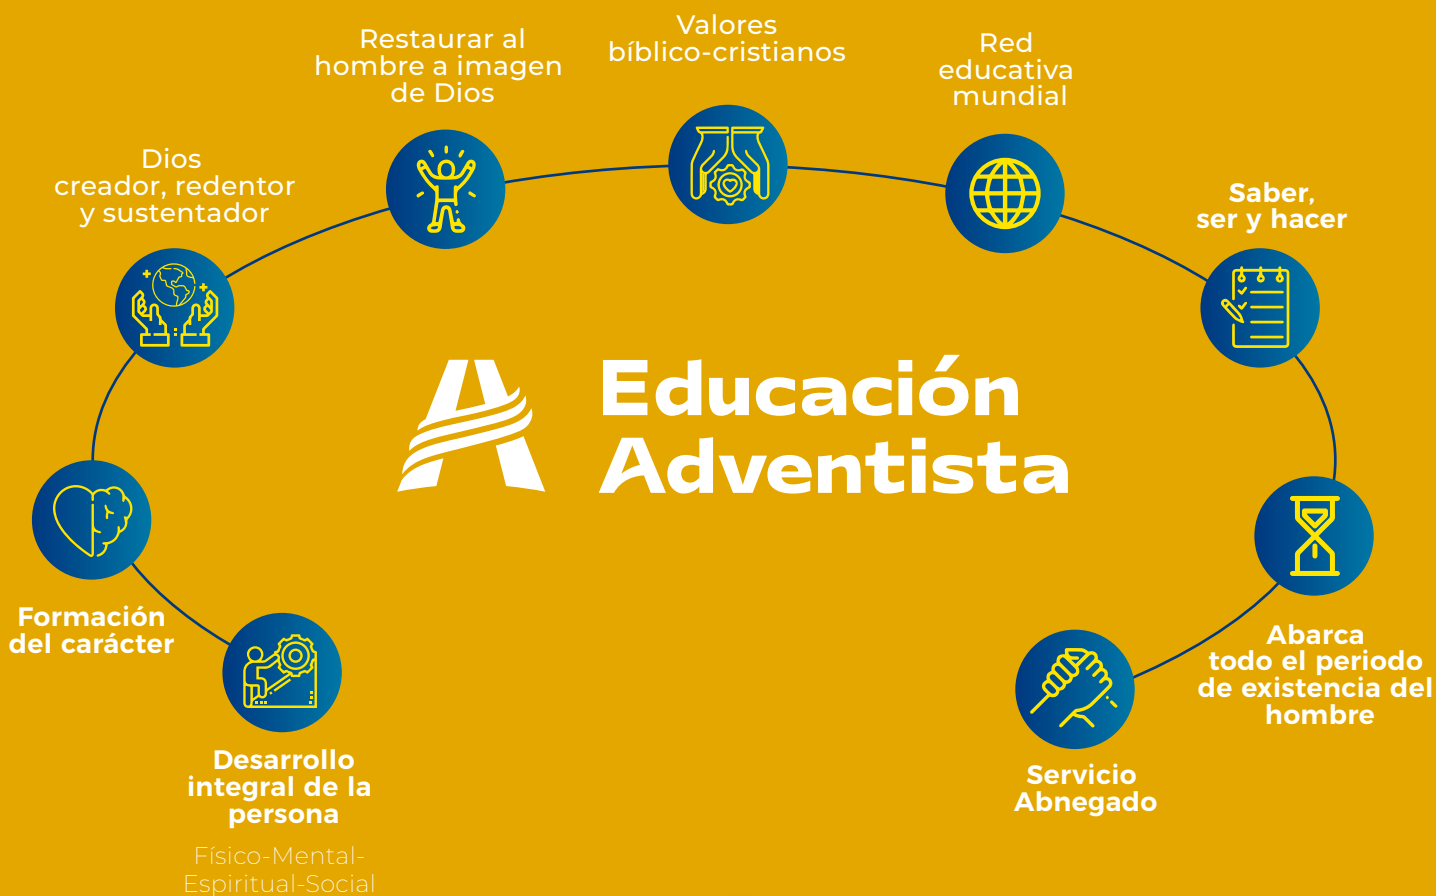 Valores
bíblico-cristianos
Restaurar al
hombre a imagen
de Dios
Red
educativa
mundial
Dios
creador, redentor
y sustentador
Saber,
ser y hacer
Educación
Adventista
Formación
del carácter
Abarca
todo el periodo
de existencia del
hombre
Desarrollo
integral de la
persona
Físico-Mental-
Espiritual-Social
Servicio
Abnegado